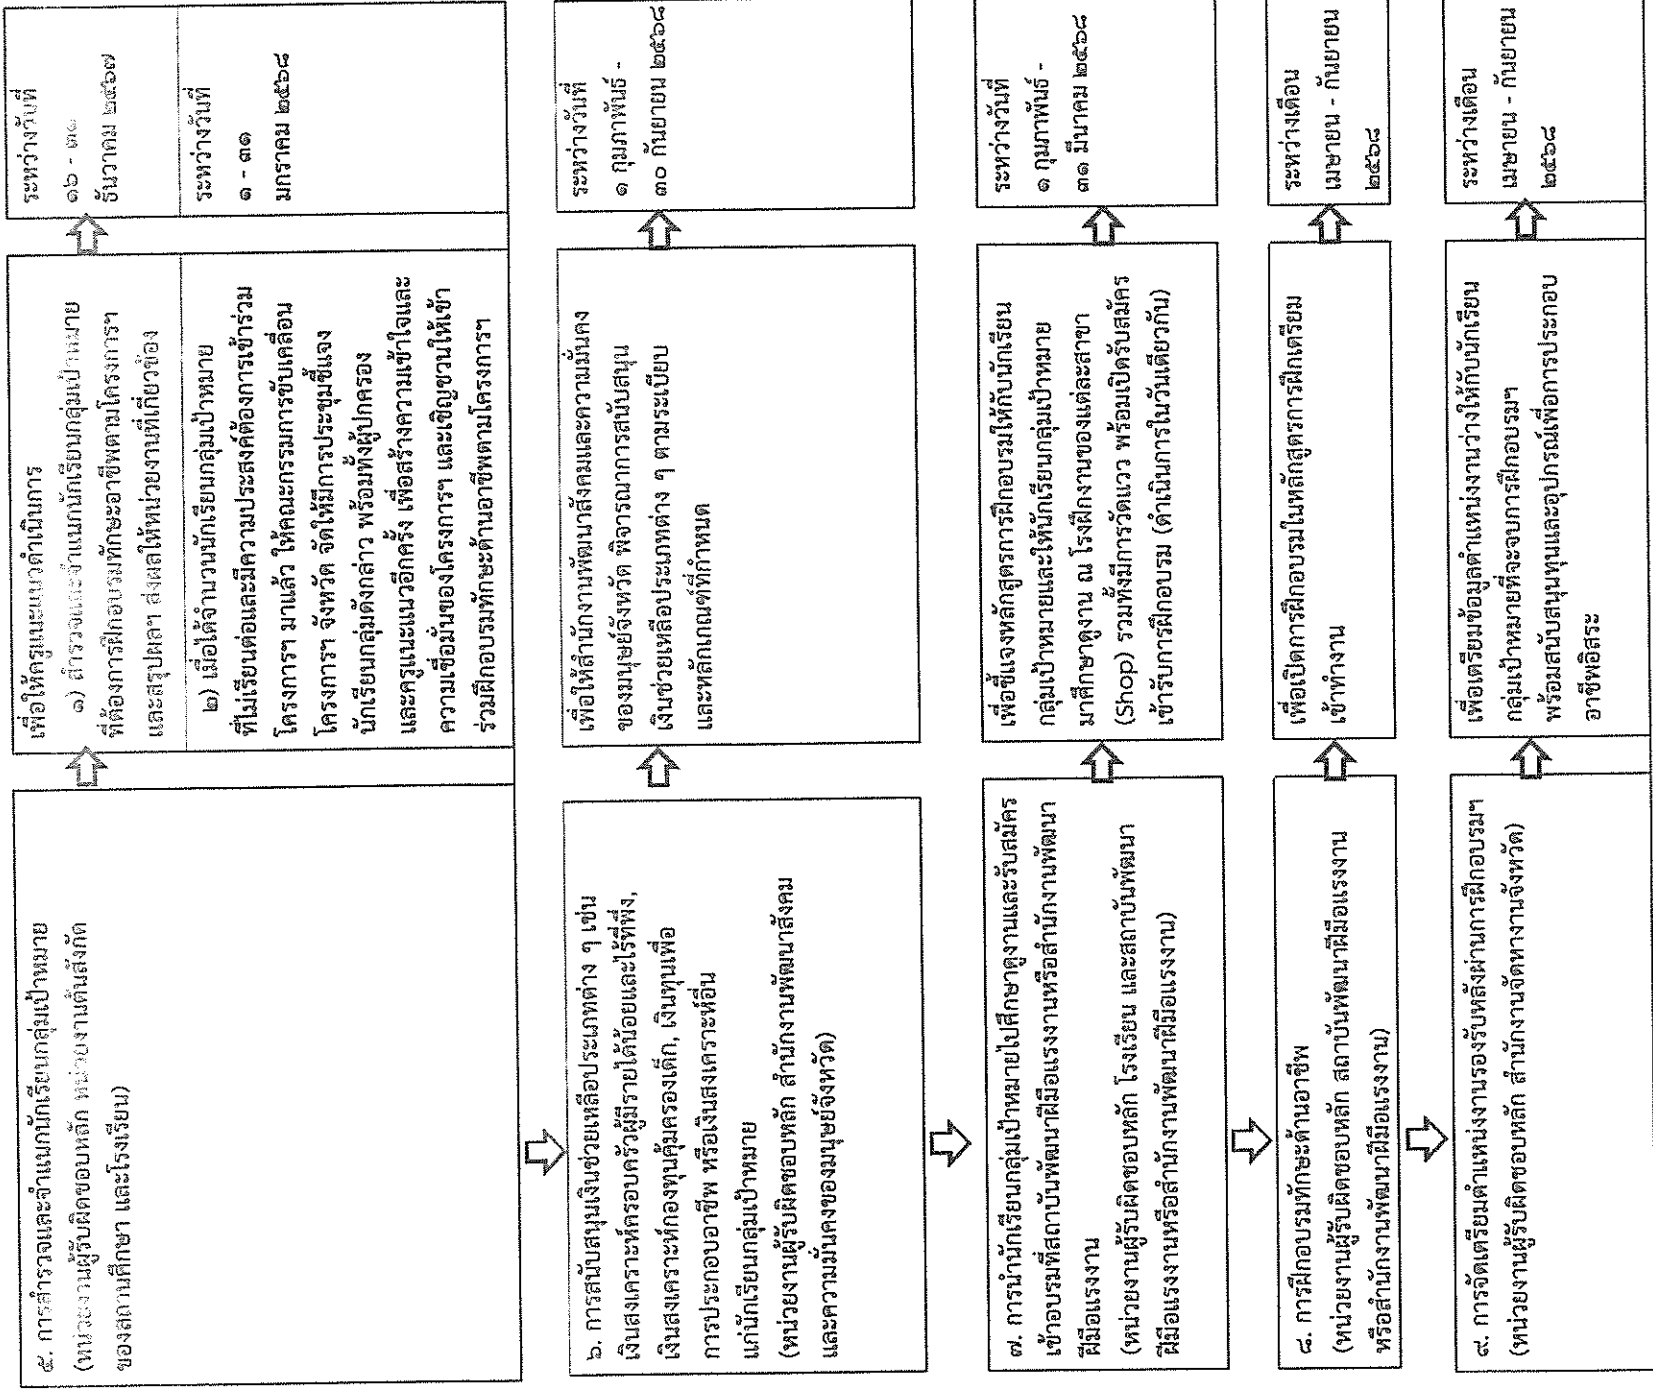 ๕. การสำรวจและจำแนกนักเรียนกลุ่มเป้าหมาย
(หน่วยงานผู้รับผิดชอบหลัก หน่วยงานต้นสังกัด
ของสถานศึกษา และโรงเรียน)
เพื่อให้ครูแนะแนวดำเนินการ
๑) สำรวจและจำแนกนักเรียนกลุ่มเป้าหมาย
ที่ต้องการฝึกอบรมทักษะอาชีพตามโครงการฯ
และสรุปผลฯ ส่งผลให้หน่วยงานที่เกี่ยวข้อง
ระหว่างวันที่
๑๖ - ๓๑
ธันวาคม ๒๕๖๗
๒) เมื่อได้จำนวนนักเรียนกลุ่มเป้าหมาย
ที่ไม่เรียนต่อและมีความประสงค์ต้องการเข้าร่วม
โครงการฯ มาแล้ว ให้คณะกรรมการขับเคลื่อน
โครงการฯ จังหวัด จัดให้มีการประชุมชี้แจง
นักเรียนกลุ่มดังกล่าว พร้อมทั้งผู้ปกครอง
และครูแนะแนวอีกครั้ง เพื่อสร้างความเข้าใจและ
ความเชื่อมั่นของโครงการฯ และเชิญชวนให้เข้า
ร่วมฝึกอบรมทักษะด้านอาชีพตามโครงการฯ
ระหว่างวันที่
๑ - ๓๑
มกราคม ๒๕๖๘
๖. การสนับสนุนเงินช่วยเหลือประเภทต่าง ๆ เช่น
เงินสงเคราะห์ครอบครัวผู้มีรายได้น้อยและไร้ที่พึ่ง,
เงินสงเคราะห์กองทุนคุ้มครองเด็ก, เงินทุนเพื่อ
การประกอบอาชีพ หรือเงินสงเคราะห์อื่น
แก่นักเรียนกลุ่มเป้าหมาย
(หน่วยงานผู้รับผิดชอบหลัก สำนักงานพัฒนาสังคม
และความมั่นคงของมนุษย์จังหวัด)
เพื่อให้สำนักงานพัฒนาสังคมและความมั่นคง
ของมนุษย์จังหวัด พิจารณาการสนับสนุน
เงินช่วยเหลือประเภทต่าง ๆ ตามระเบียบ
และหลักเกณฑ์ที่กำหนด
ระหว่างวันที่
๑ กุมภาพันธ์ -
๓๐ กันยายน ๒๕๖๘
๗. การนำนักเรียนกลุ่มเป้าหมายไปศึกษาดูงานและรับสมัคร
เข้าอบรมที่สถาบันพัฒนาฝีมือแรงงานหรือสำนักงานพัฒนา
ฝีมือแรงงาน
(หน่วยงานผู้รับผิดชอบหลัก โรงเรียน และสถาบันพัฒนา
ฝีมือแรงงานหรือสำนักงานพัฒนาฝีมือแรงงาน)
เพื่อชี้แจงหลักสูตรการฝึกอบรมให้กับนักเรียน
กลุ่มเป้าหมายและให้นักเรียนกลุ่มเป้าหมาย
มาศึกษาดูงาน ณ โรงฝึกงานของแต่ละสาขา
(Shop) รวมทั้งมีการวัดแวว พร้อมเปิดรับสมัคร
เข้ารับการฝึกอบรม (ดำเนินการในวันเดียวกัน)
ระหว่างวันที่
๑ กุมภาพันธ์ -
๓๑ มีนาคม ๒๕๖๘
๘. การฝึกอบรมทักษะด้านอาชีพ
(หน่วยงานผู้รับผิดชอบหลัก สถาบันพัฒนาฝีมือแรงงาน
หรือสำนักงานพัฒนาฝีมือแรงงาน)
เพื่อเปิดการฝึกอบรมในหลักสูตรการฝึกเตรียม
เข้าทำงาน
ระหว่างเดือน
เมษายน - กันยายน
๒๕๖๘
๙. การจัดเตรียมตำแหน่งงานรองรับหลังผ่านการฝึกอบรมฯ
(หน่วยงานผู้รับผิดชอบหลัก สำนักงานจัดหางานจังหวัด)
เพื่อเตรียมข้อมูลตำแหน่งงานว่างให้กับนักเรียน
กลุ่มเป้าหมายที่จะจบการฝึกอบรมฯ
พร้อมสนับสนุนทุนและอุปกรณ์เพื่อการประกอบ
อาชีพอิสระ
ระหว่างเดือน
เมษายน - กันยายน
๒๕๖๘